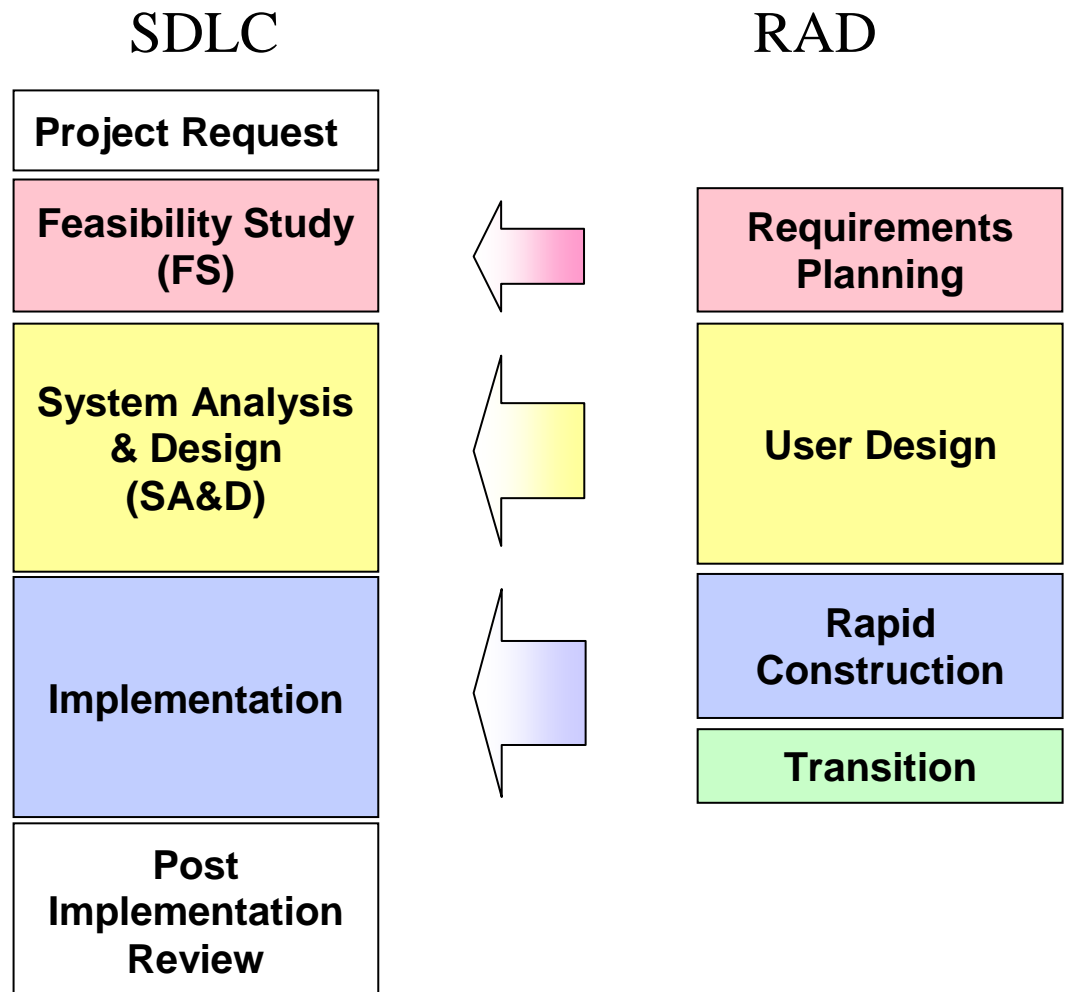 SDLC
RAD
Project Request
Feasibility Study
(FS)
Requirements
Planning
System Analysis
& Design
(SA&D)
User Design
Implementation
Rapid
Construction
Transition
Post
Implementation
Review